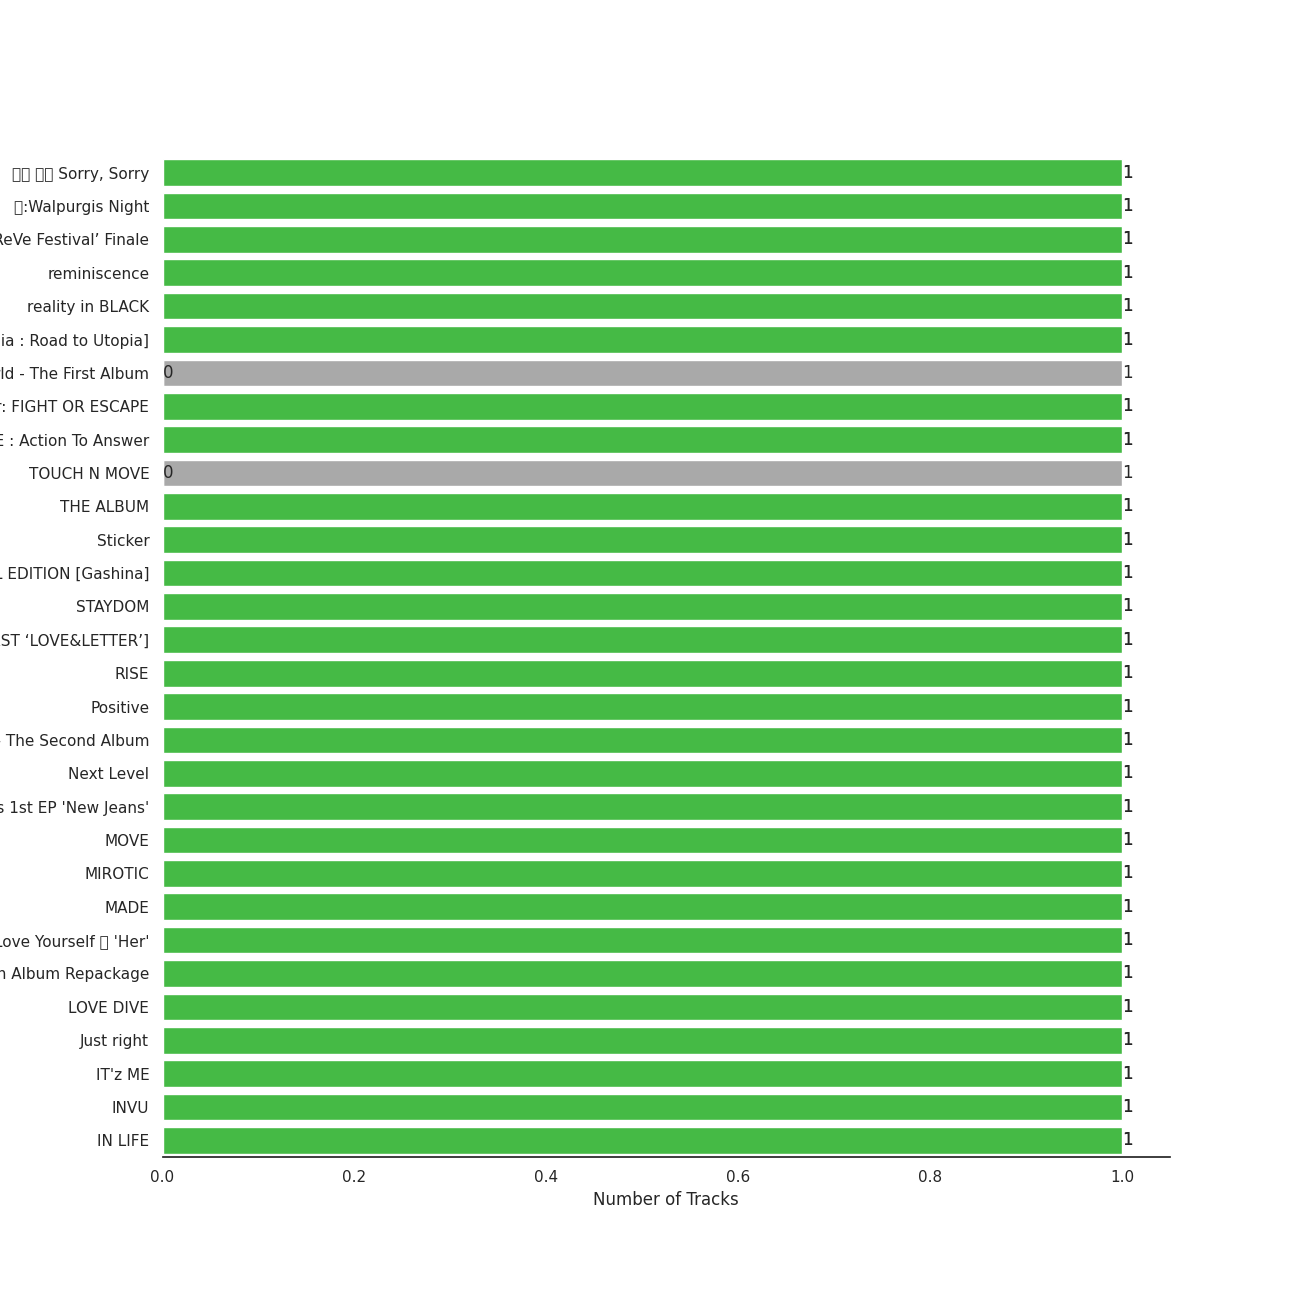 Sorry, Sorry 1
:Walpurgis Night 1
ReVe Festival’ Finale 1
reminiscence 1
reality in BLACK 1
ia : Road to Utopia] 1
ld - The First Album 0 1
: FIGHT OR ESCAPE 1
E : Action To Answer 1
TOUCH N MOVE 0 1
THE ALBUM 1
Sticker 1
EDITION [Gashina] 1
STAYDOM 1
ST ‘LOVE&LETTER’] 1
RISE 1
Positive 1
The Second Album 1
Next Level 1
s 1st EP 'New Jeans' 1
MOVE 1
MIROTIC 1
MADE 1
Love Yourself 'Her' 1
Album Repackage 1
LOVE DIVE 1
Just right 1
IT'z ME 1
INVU 1
IN LIFE 1
0.0 0.2 0.4 0.6 0.8 1.0
Number of Tracks